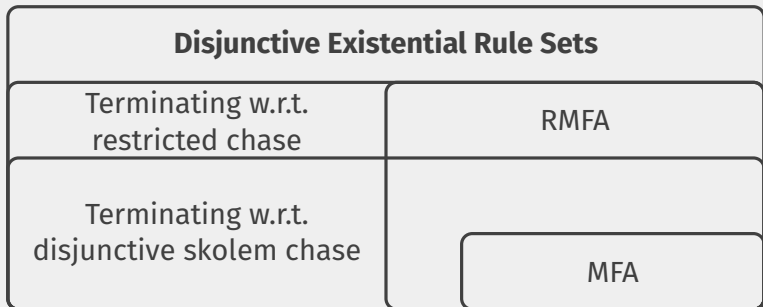 Disjunctive Existential Rule Sets
Terminating w.r.t.
restricted chase
RMFA
Terminating w.r.t.
disjunctive skolem chase
MFA